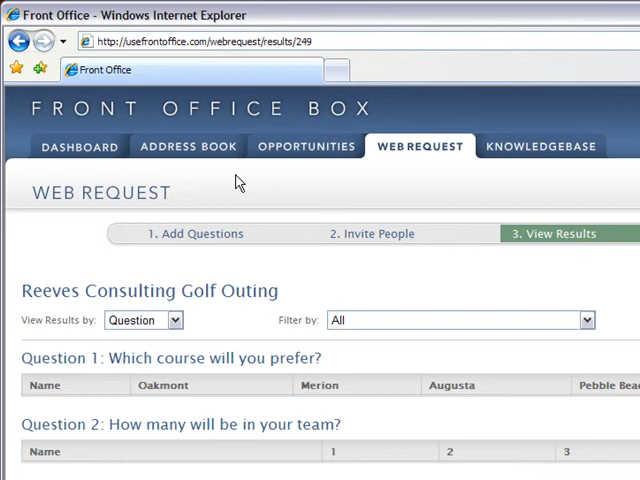 Front Office - Windows Internet Explorer
http://usefrontoffice.com/webrequest/results/249
Front Office
FRONT OFFICE BOX
DASHBOARD ADDRESS BOOK OPPORTUNITIES WEB REQUEST KNOWLEDGEBASE
WEB REQUEST
1. Add Questions 2. Invite People 3. View Results
Reeves Consulting Golf Outing
View Results by: Question Filter by: All
Question 1: Which course will you prefer?
Name Oakmont Merion Augusta Pebble Bea
Question 2: How many will be in your team?
Name 1 2 3